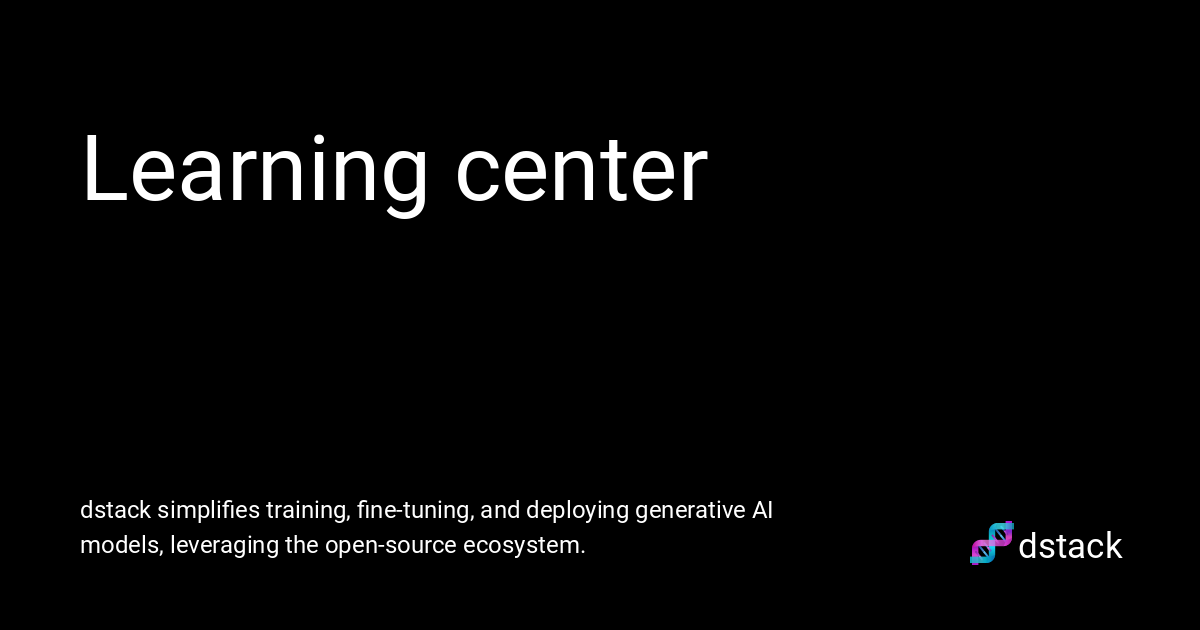 Learning center
dstack simplifies training, fine-tuning, and deploying generative AI
models, leveraging the open-source ecosystem.
dstack